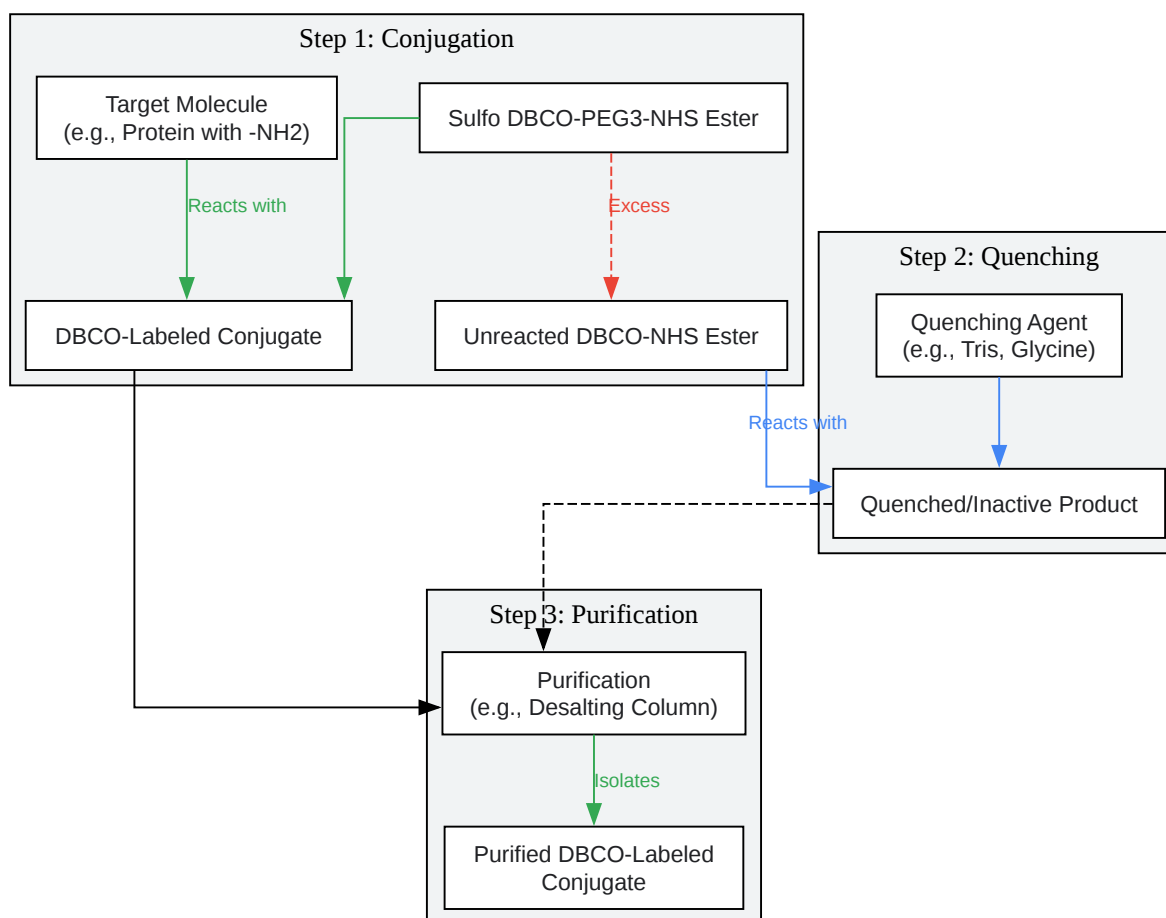 Step 1: Conjugation
Target Molecule
(e.g., Protein with -NH2)
Sulfo DBCO-PEG3-NHS Ester
Reacts with
Excess
DBCO-Labeled Conjugate
Unreacted DBCO-NHS Ester
Step 2: Quenching
Quenching Agent
(e.g., Tris, Glycine)
Reacts with
Quenched/Inactive Product
Step 3: Purification
Purification
(e.g., Desalting Column)
Isolates
Purified DBCO-Labeled
Conjugate